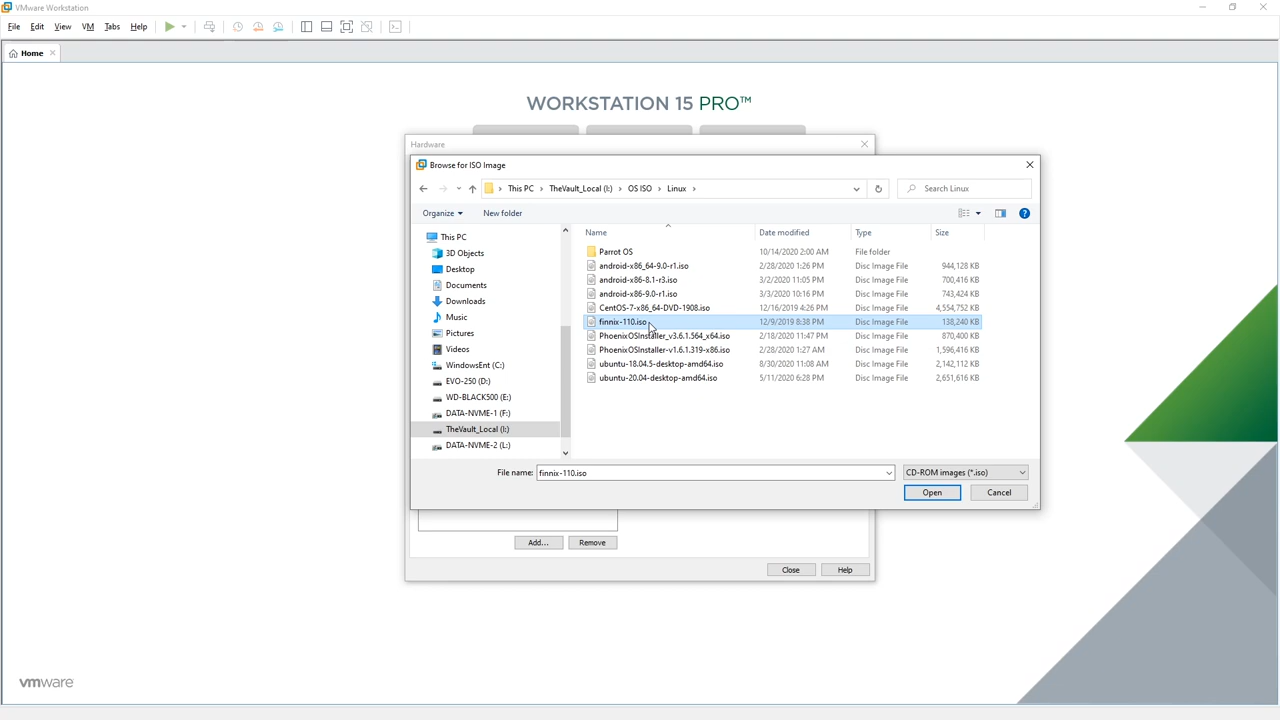 VMware Workstation
File Edit View VM Tabs Help
Home
WORKSTATION 15 PRO™
Hardware
Browse for ISO Image
This PC › TheVault_Local (I:) › OS ISO › Linux ›
Search Linux
Organize New folder
Name Date modified Type Size
This PC
3D Objects
Desktop
Documents
Downloads
Music
Pictures
Videos
WindowsEnt (C:)
EVO-250 (D:)
WD-BLACK500 (E:)
DATA-NVME-1 (F:)
TheVault_Local (I:)
DATA-NVME-2 (L:)
Parrot OS 10/14/2020 2:00 AM File folder
android-x86_64-9.0-r1.iso 2/28/2020 1:26 PM Disc Image File 944,128 KB
android-x86-8.1-r3.iso 3/2/2020 11:05 PM Disc Image File 700,416 KB
android-x86-9.0-r1.iso 3/3/2020 10:16 PM Disc Image File 743,424 KB
CentOS-7-x86_64-DVD-1908.iso 12/16/2019 4:26 PM Disc Image File 4,554,752 KB
finnix-110.iso 12/9/2019 8:38 PM Disc Image File 138,240 KB
PhoenixOSInstaller_v3.6.1.564_x64.iso 2/18/2020 11:47 PM Disc Image File 870,400 KB
PhoenixOSInstaller-v1.6.1.319-x86.iso 2/28/2020 1:27 AM Disc Image File 1,596,416 KB
ubuntu-18.04.5-desktop-amd64.iso 8/30/2020 11:08 AM Disc Image File 2,142,112 KB
ubuntu-20.04-desktop-amd64.iso 5/11/2020 6:28 PM Disc Image File 2,651,616 KB
File name: finnix-110.iso CD-ROM images (*.iso)
Open Cancel
Add... Remove
Close Help
vmware